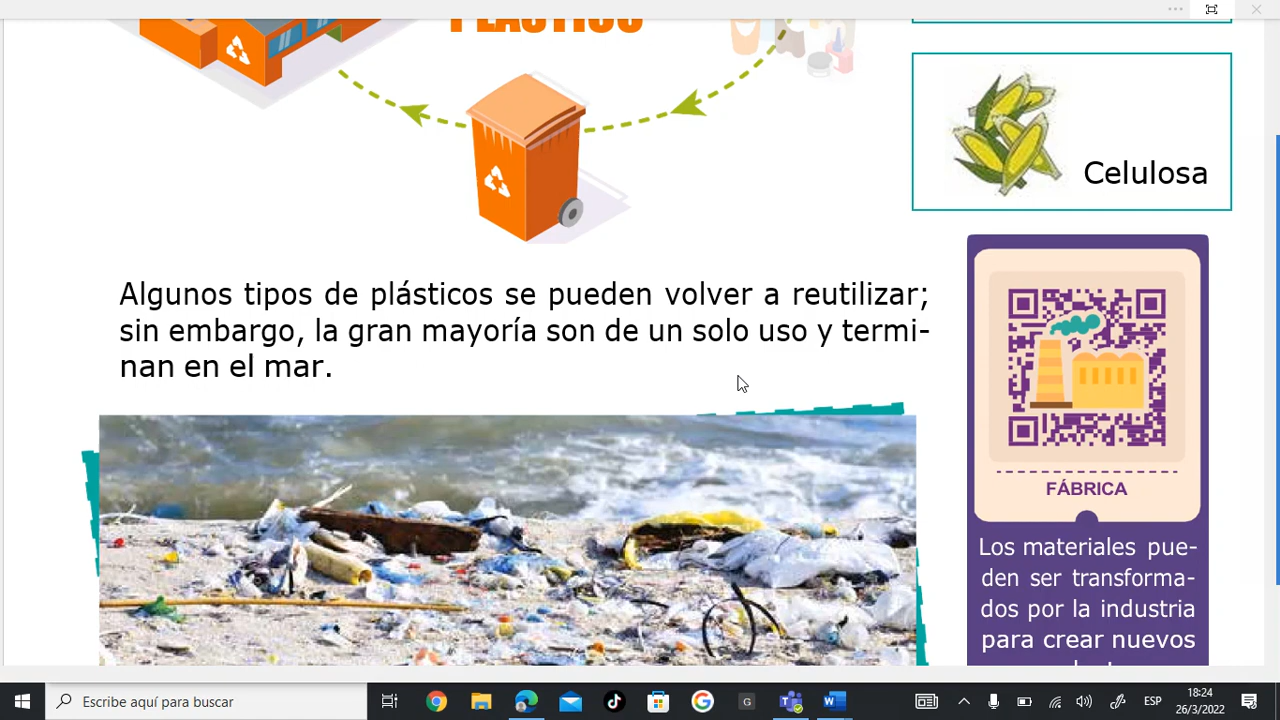 PLÁSTICO
Celulosa
Algunos tipos de plásticos se pueden volver a reutilizar;
sin embargo, la gran mayoría son de un solo uso y termi-
nan en el mar.
FÁBRICA
Los materiales pue-
den ser transforma-
dos por la industria
para crear nuevos
Escribe aquí para buscar
G
ESP
18:24
26/3/2022